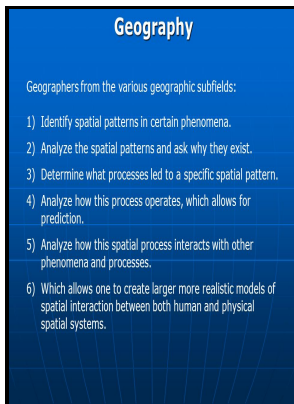 Geography
Geographers from the various geographic subfields:
1) Identify spatial patterns in certain phenomena.
2) Analyze the spatial patterns and ask why they exist.
3) Determine what processes led to a specific spatial pattern.
4) Analyze how this process operates, which allows for
prediction.
5) Analyze how this spatial process interacts with other
phenomena and processes.
6) Which allows one to create larger more realistic models of
spatial interaction between both human and physical
spatial systems.